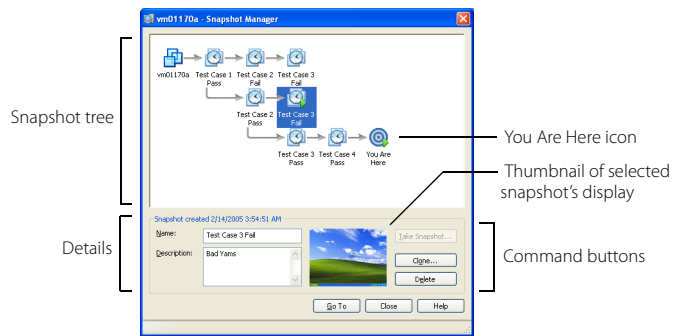 vm01170a - Snapshot Manager
vm01170a
Test Case 1
Pass
Test Case 2
Fail
Test Case 3
Fail
Test Case 2
Pass
Test Case 3
Fail
Test Case 3
Pass
Test Case 4
Pass
You Are
Here
Snapshot tree
You Are Here icon
Thumbnail of selected
snapshot's display
Details
Snapshot created 2/14/2005 3:54:51 AM
Name:
Test Case 3 Fail
Description:
Bad Yams
Take Snapshot...
Clone...
Delete
Command buttons
Go To
Close
Help